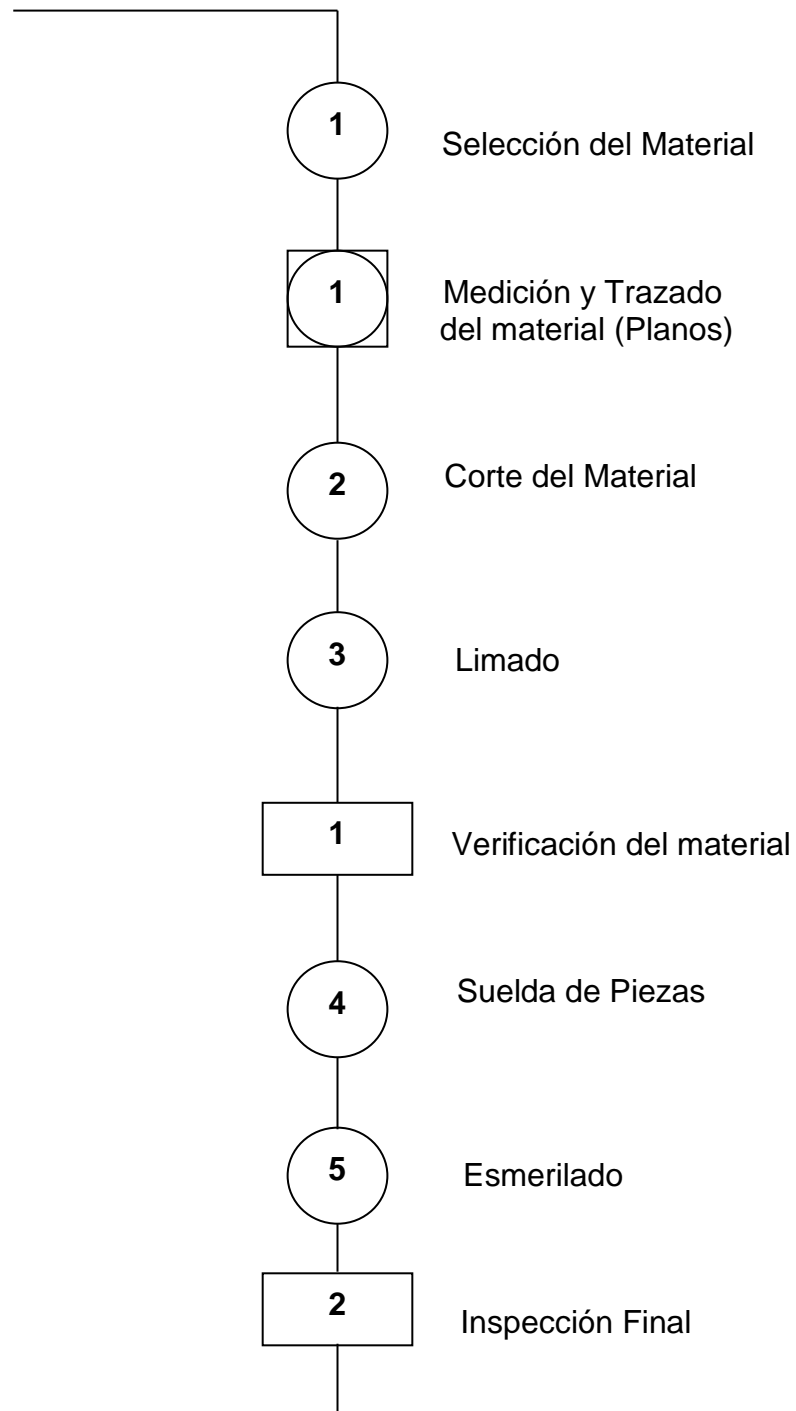 1
Selección del Material
1
Medición y Trazado
del material (Planos)
2
Corte del Material
3
Limado
1
Verificación del material
4
Suelda de Piezas
5
Esmerilado
2
Inspección Final